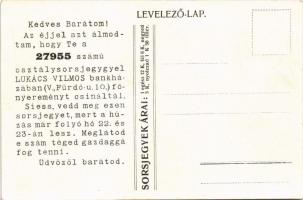 LEVELEZŐ-LAP.
Kedves Barátom!
Az éjjel azt álmod-
tam, hogy Te a
27955 számú
osztálysorsjegygyel
LUKÁCS VILMOS bankhá-
zában(V.,Fürdő-u.10.)fő-
nyereményt csináltál.
Siess, vedd meg ezen
sorsjegyet, mert a hú-
zás már folyó hó 22. és
23-án lesz. Meglátod
e szám téged gazdaggá
fog tenni.
Üdvözöl barátod.
SORSJEGYEK ÁRAI: